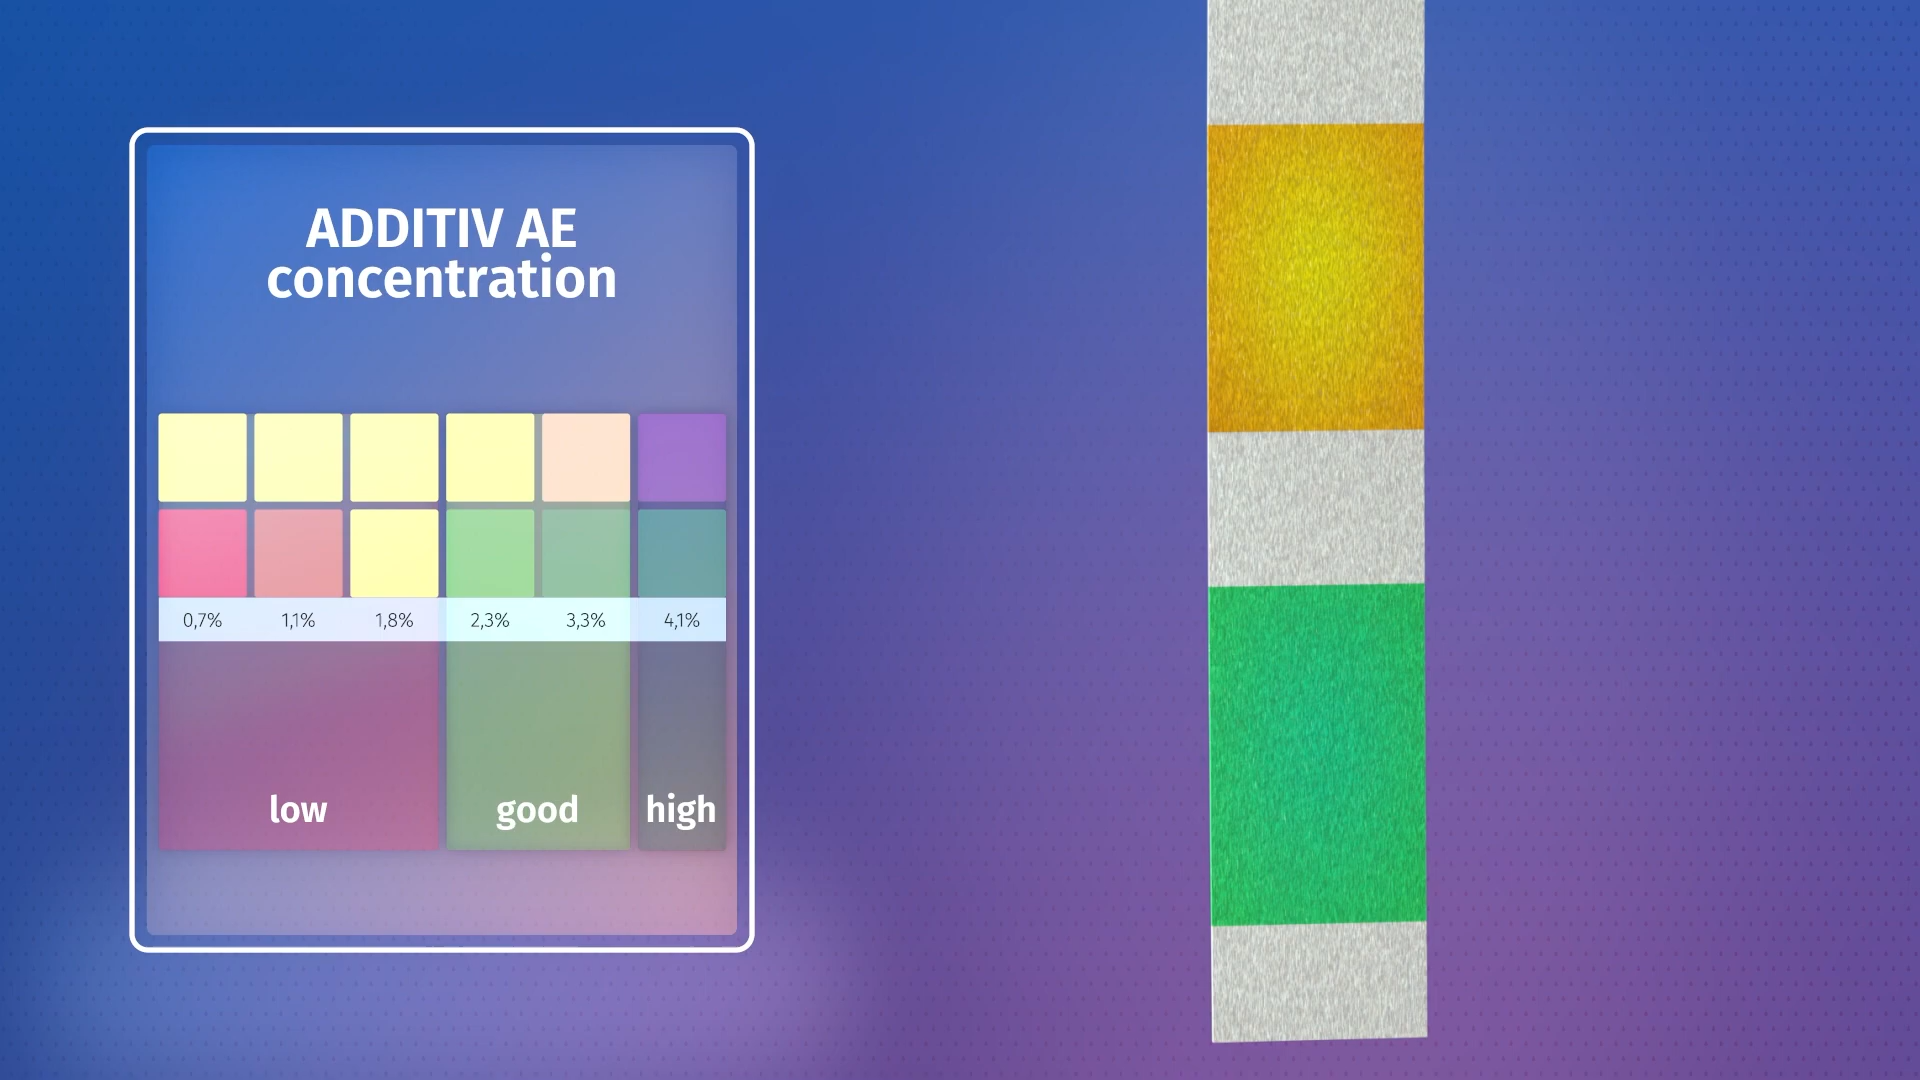 ADDITIV AE
concentration
0,7% 1,1% 1,8% 2,3% 3,3% 4,1%
low good high